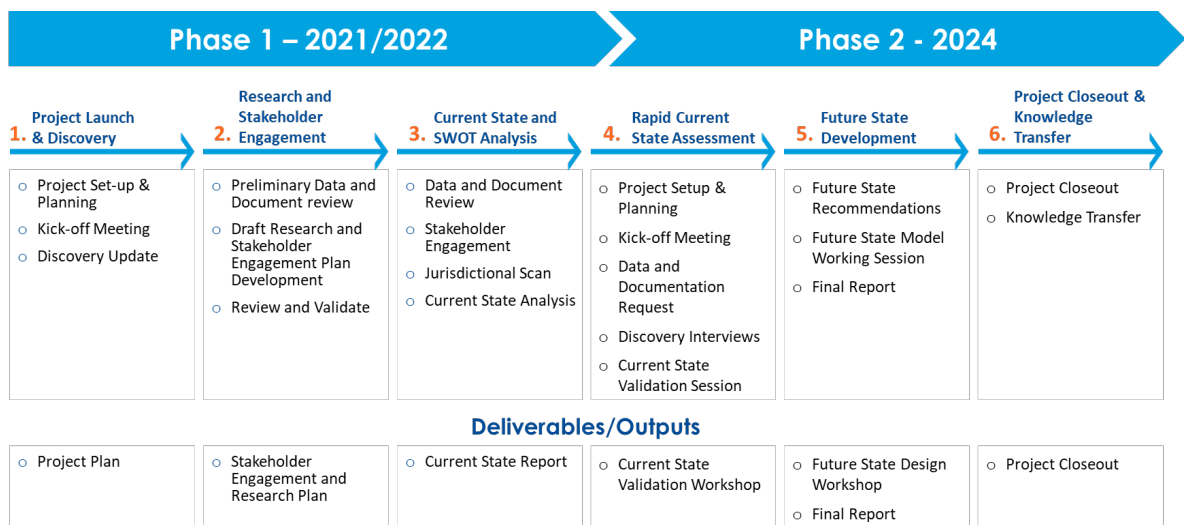 Phase 1 – 2021/2022
Phase 2 - 2024
1. Project Launch
& Discovery
2. Research and
Stakeholder
Engagement
3. Current State and
SWOT Analysis
4. Rapid Current
State Assessment
5. Future State
Development
6. Project Closeout &
Knowledge
Transfer
o Project Set-up &
Planning
o Kick-off Meeting
o Discovery Update
o Preliminary Data and
Document review
o Draft Research and
Stakeholder
Engagement Plan
Development
o Review and Validate
o Data and Document
Review
o Stakeholder
Engagement
o Jurisdictional Scan
o Current State Analysis
o Project Setup &
Planning
o Kick-off Meeting
o Data and
Documentation
Request
o Discovery Interviews
o Current State
Validation Session
o Future State
Recommendations
o Future State Model
Working Session
o Final Report
o Project Closeout
o Knowledge Transfer
Deliverables/Outputs
o Project Plan
o Stakeholder
Engagement and
Research Plan
o Current State Report
o Current State
Validation Workshop
o Future State Design
Workshop
o Final Report
o Project Closeout